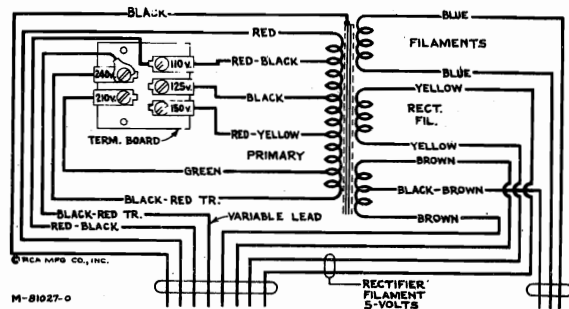 BLACK
RED
BLUE
FILAMENTS
110 V.
RED-BLACK
240 V.
125 V.
BLACK
BLUE
210 V.
150 V.
YELLOW
RECT.
FIL.
RED-YELLOW
TERM. BOARD
PRIMARY
YELLOW
BROWN
GREEN
BLACK-BROWN
BLACK-RED TR.
BLACK-RED TR.
VARIABLE LEAD
BROWN
RED-BLACK
© RCA MFG CO., INC.
RECTIFIER
FILAMENT
5-VOLTS
M-81027-0